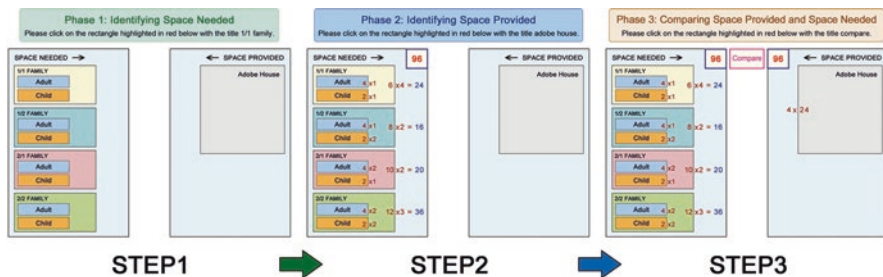 Phase 1: Identifying Space Needed
Please click on the rectangle highlighted in red below with the title 1/1 family.
SPACE NEEDED →
← SPACE PROVIDED
Adobe House
1/1 FAMILY
Adult
Child
1/2 FAMILY
Adult
Child
2/1 FAMILY
Adult
Child
2/2 FAMILY
Adult
Child
STEP1
Phase 2: Identifying Space Provided
Please click on the rectangle highlighted in red below with the title adobe house.
SPACE NEEDED →
96
← SPACE PROVIDED
Adobe House
1/1 FAMILY
Adult 4 x1
6 x4 = 24
Child 2 x1
1/2 FAMILY
Adult 4 x1
8 x2 = 16
Child 2 x2
2/1 FAMILY
Adult 4 x2
10 x2 = 20
Child 2 x1
2/2 FAMILY
Adult 4 x2
12 x3 = 36
Child 2 x2
STEP2
Phase 3: Comparing Space Provided and Space Needed
Please click on the rectangle highlighted in red below with the title compare.
SPACE NEEDED →
96
Compare
96
← SPACE PROVIDED
Adobe House
4 x 24
1/1 FAMILY
Adult 4 x1
6 x4 = 24
Child 2 x1
1/2 FAMILY
Adult 4 x1
8 x2 = 16
Child 2 x2
2/1 FAMILY
Adult 4 x2
10 x2 = 20
Child 2 x1
2/2 FAMILY
Adult 4 x2
12 x3 = 36
Child 2 x2
STEP3